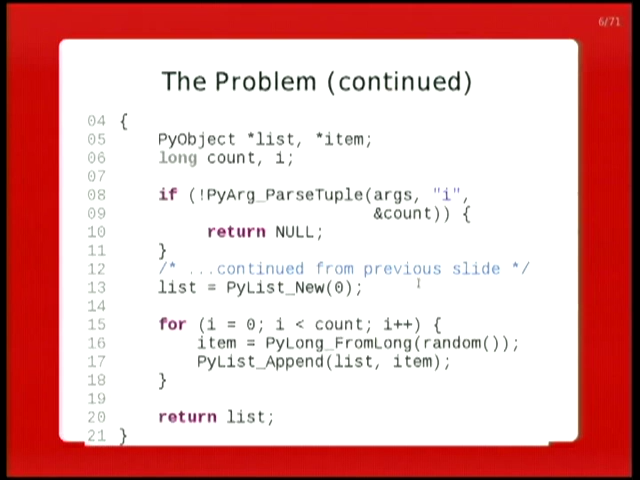 6/71
The Problem (continued)
04 {
05     PyObject *list, *item;
06     long count, i;
07
08     if (!PyArg_ParseTuple(args, "i",
09                           &count)) {
10          return NULL;
11     }
12     /* ...continued from previous slide */
13     list = PyList_New(0);
14
15     for (i = 0; i < count; i++) {
16         item = PyLong_FromLong(random());
17         PyList_Append(list, item);
18     }
19
20     return list;
21 }